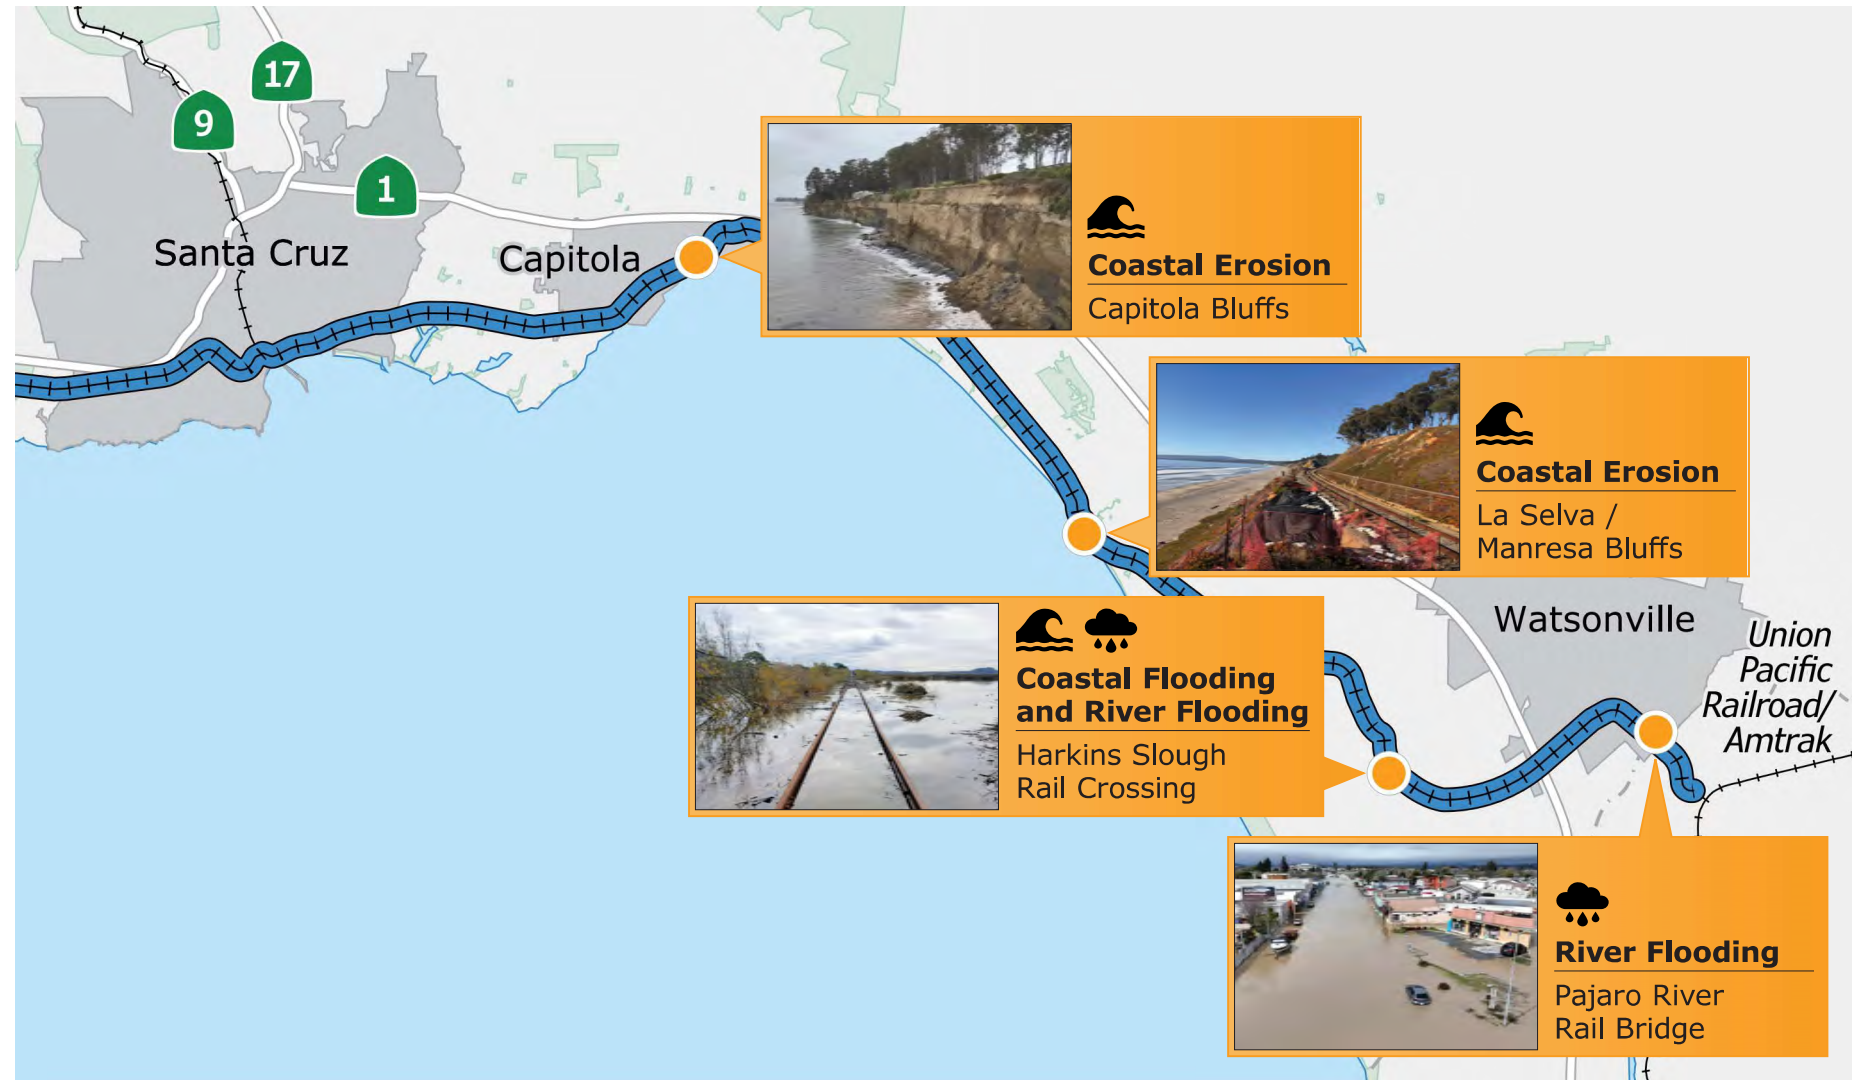 17
9
1
Santa Cruz
Capitola
Coastal Erosion
Capitola Bluffs
Coastal Erosion
La Selva /
Manresa Bluffs
Watsonville
Union
Pacific
Railroad/
Amtrak
Coastal Flooding
and River Flooding
Harkins Slough
Rail Crossing
River Flooding
Pajaro River
Rail Bridge